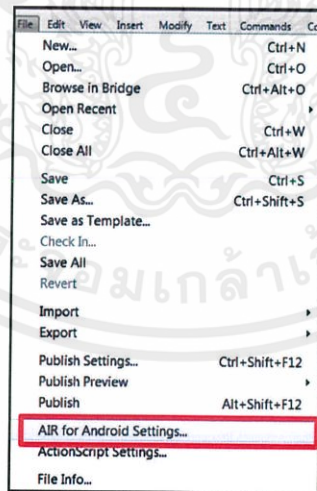 File Edit View Insert Modify Text Commands Co
New... Ctrl+N
Open... Ctrl+O
Browse in Bridge Ctrl+Alt+O
Open Recent
Close Ctrl+W
Close All Ctrl+Alt+W
Save Ctrl+S
Save As... Ctrl+Shift+S
Save as Template...
Check In...
Save All
Revert
Import
Export
Publish Settings... Ctrl+Shift+F12
Publish Preview
Publish Alt+Shift+F12
AIR for Android Settings...
ActionScript Settings...
File Info...